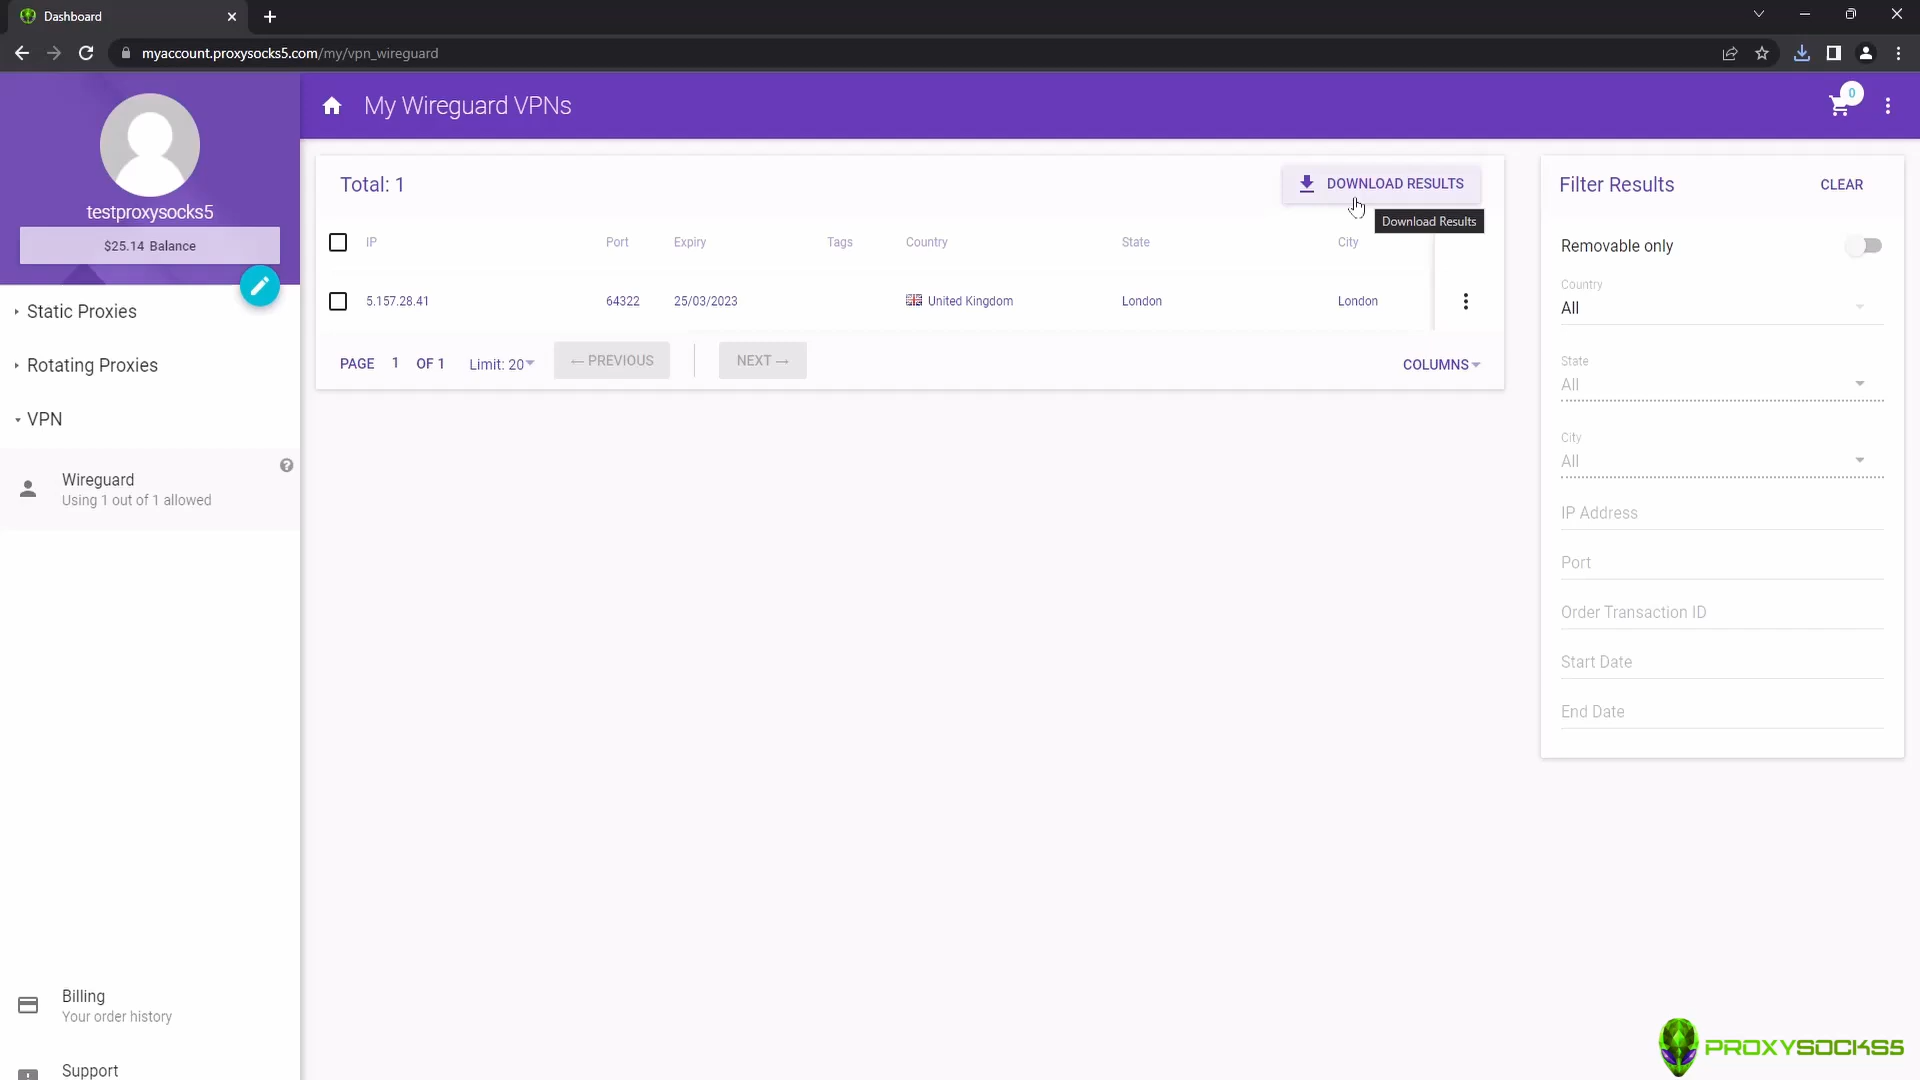 Dashboard
myaccount.proxysocks5.com/my/vpn_wireguard
testproxysocks5
$25.14 Balance
Static Proxies
Rotating Proxies
VPN
Wireguard
Using 1 out of 1 allowed
Billing
Your order history
Support
My Wireguard VPNs
0
Total: 1
DOWNLOAD RESULTS
Download Results
IP Port Expiry Tags Country State City
5.157.28.41 64322 25/03/2023 United Kingdom London London
PAGE 1 OF 1 Limit: 20 ← PREVIOUS NEXT → COLUMNS
Filter Results CLEAR
Removable only
Country
All
State
All
City
All
IP Address
Port
Order Transaction ID
Start Date
End Date
PROXYSOCKS5